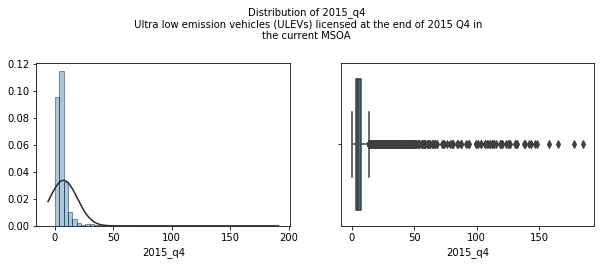 Distribution of 2015_q4
Ultra low emission vehicles (ULEVs) licensed at the end of 2015 Q4 in
the current MSOA
0.12
0.10
0.08
0.06
0.04
0.02
0.00
0 50 100 150 200
2015_q4
0 50 100 150
2015_q4